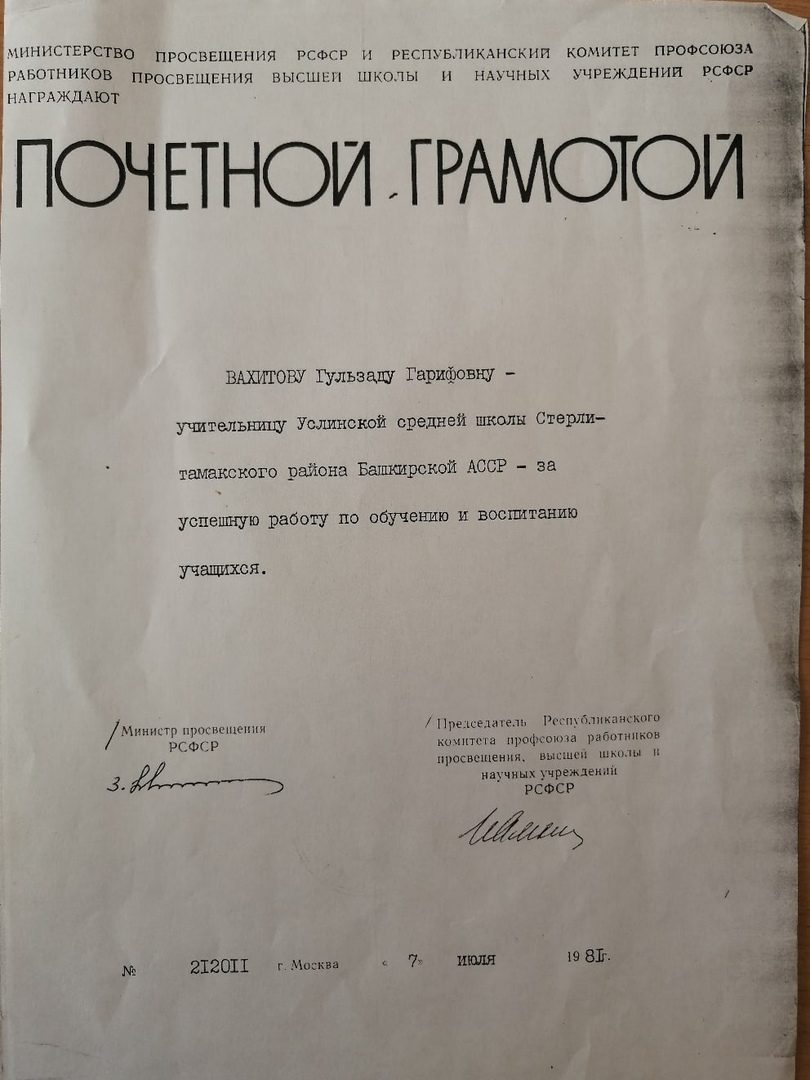 МИНИСТЕРСТВО ПРОСВЕЩЕНИЯ РСФСР И РЕСПУБЛИКАНСКИЙ КОМИТЕТ ПРОФСОЮЗА
РАБОТНИКОВ ПРОСВЕЩЕНИЯ ВЫСШЕЙ ШКОЛЫ И НАУЧНЫХ УЧРЕЖДЕНИЙ РСФСР
НАГРАЖДАЮТ
ПОЧЕТНОЙ ГРАМОТОЙ
ВАХИТОВУ Гульзаду Гарифовну –
учительницу Услинской средней школы Стерли-
тамакского района Башкирской АССР – за
успешную работу по обучению и воспитанию
учащихся.
/ Министр просвещения
РСФСР
/ Председатель Республиканского
комитета профсоюза работников
просвещения, высшей школы и
научных учреждений
РСФСР
№ 212011 г. Москва « 7» июля 1981г.